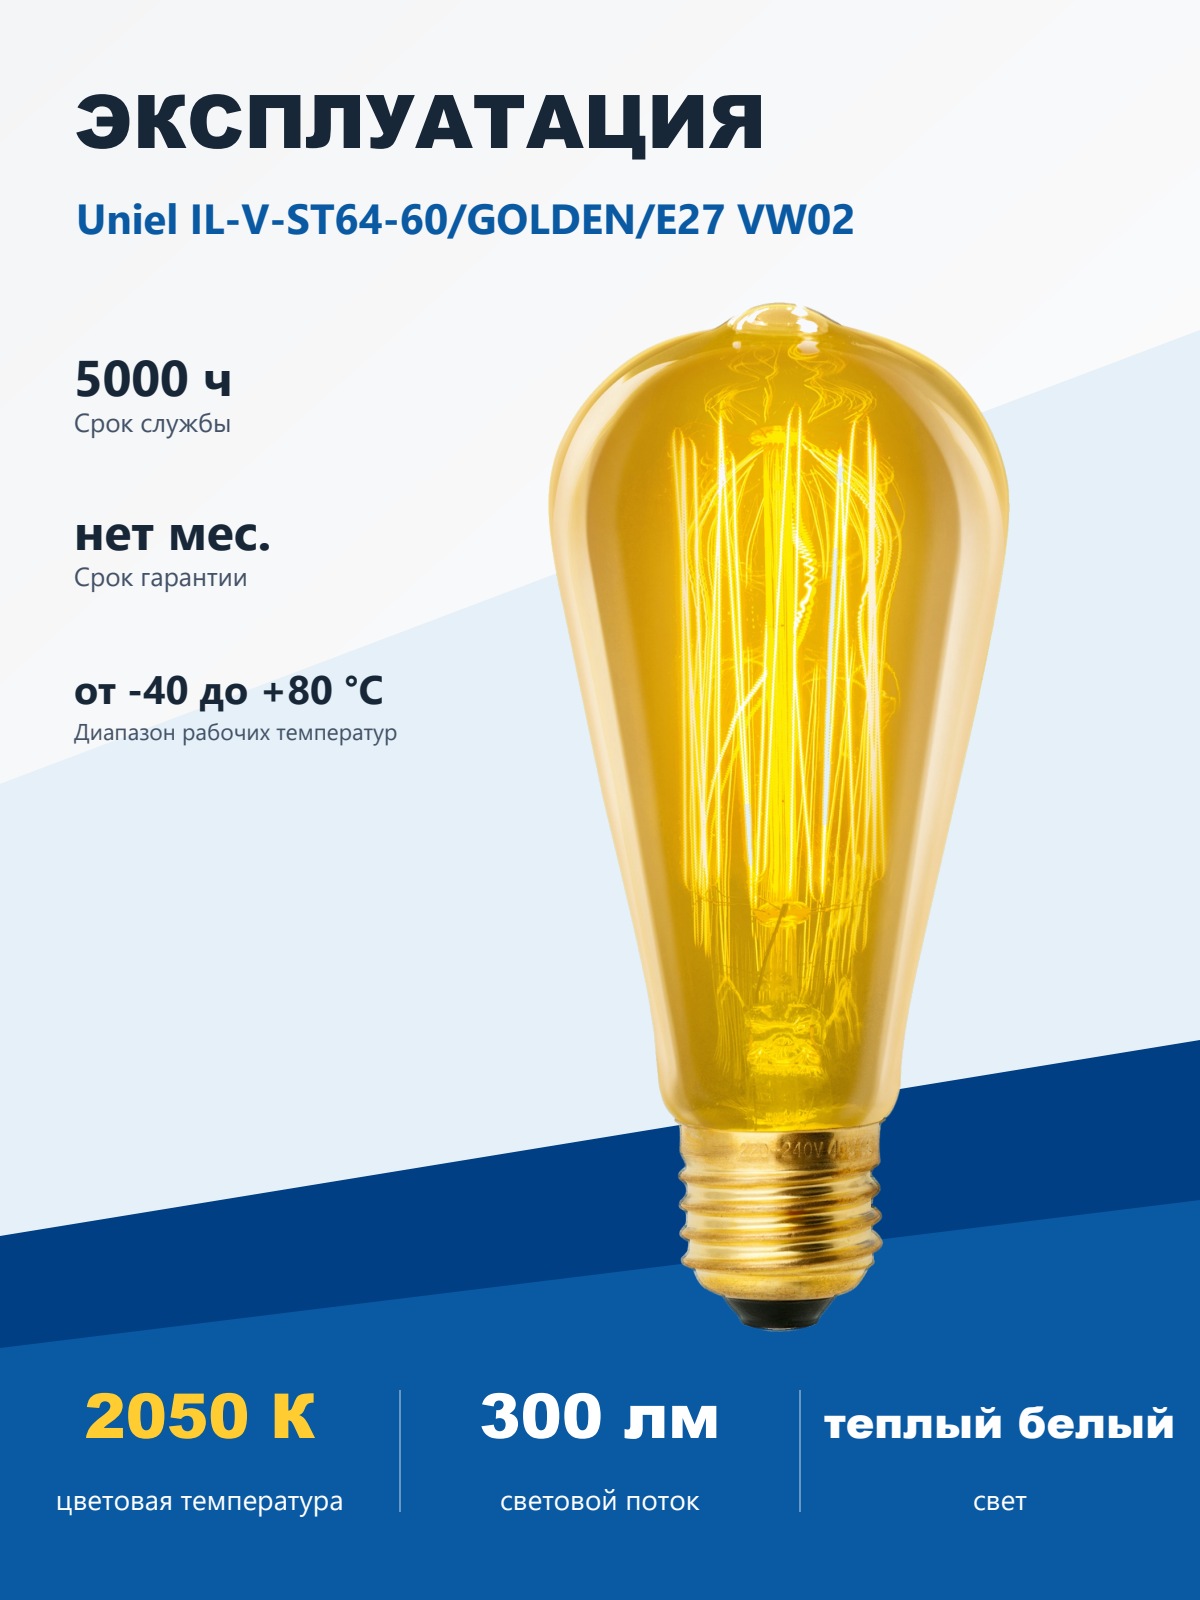 ЭКСПЛУАТАЦИЯ
Uniel IL-V-ST64-60/GOLDEN/E27 VW02
5000 ч
Срок службы
нет мес.
Срок гарантии
от -40 до +80 °C
Диапазон рабочих температур
240V
2050 К
300 лм
теплый белый
цветовая температура
световой поток
свет